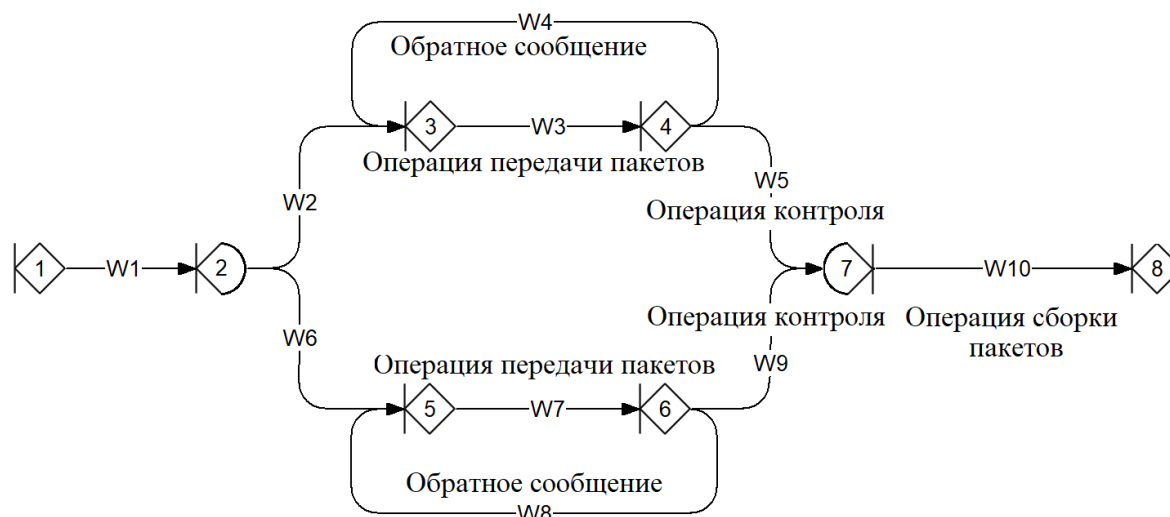 W4
Обратное сообщение
3
W3
4
Операция передачи пакетов
W5
W2
Операция контроля
1
W1
2
7
W10
8
Операция контроля
Операция сборки
пакетов
W6
W9
Операция передачи пакетов
5
W7
6
Обратное сообщение
W8